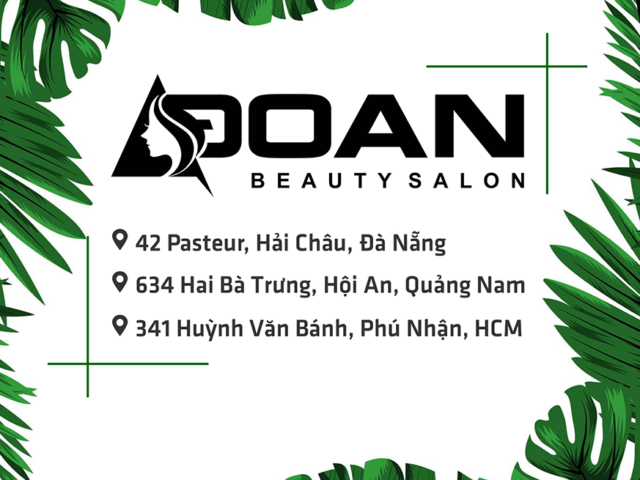 ĐOAN
BEAUTY SALON
42 Pasteur, Hải Châu, Đà Nẵng
634 Hai Bà Trưng, Hội An, Quảng Nam
341 Huỳnh Văn Bánh, Phú Nhận, HCM